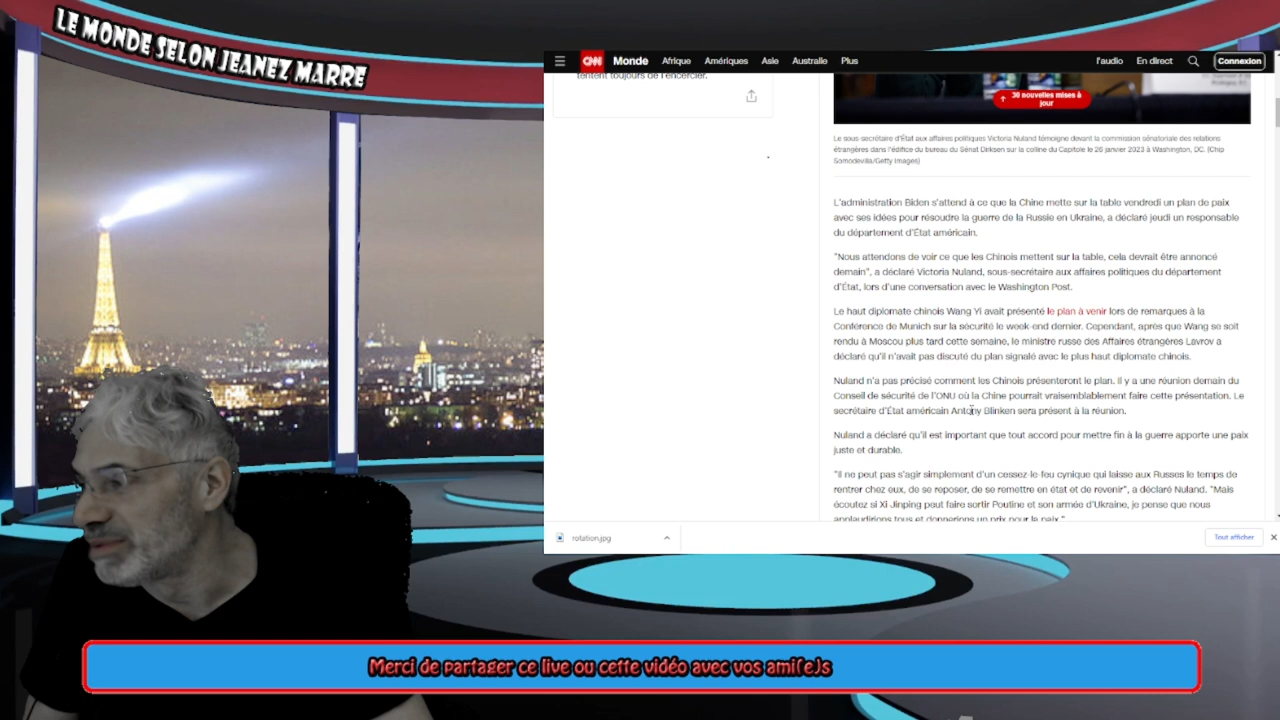 LE MONDE SELON JEANEZ MARRE
CNN Monde Afrique Amériques Asie Australie Plus l'audio En direct Connexion
tentent toujours de l'encercler.
30 nouvelles mises à
jour
Le sous-secrétaire d'État aux affaires politiques Victoria Nuland témoigne devant la commission sénatoriale des relations
étrangères dans l'édifice du bureau du Sénat Dirksen sur la colline du Capitole le 26 janvier 2023 à Washington, DC. (Chip
Somodevilla/Getty Images)
L'administration Biden s'attend à ce que la Chine mette sur la table vendredi un plan de paix
avec ses idées pour résoudre la guerre de la Russie en Ukraine, a déclaré jeudi un responsable
du département d'État américain.
"Nous attendons de voir ce que les Chinois mettent sur la table, cela devrait être annoncé
demain", a déclaré Victoria Nuland, sous-secrétaire aux affaires politiques du département
d'État, lors d'une conversation avec le Washington Post.
Le haut diplomate chinois Wang Yi avait présenté le plan à venir lors de remarques à la
Conférence de Munich sur la sécurité le week-end dernier. Cependant, après que Wang se soit
rendu à Moscou plus tard cette semaine, le ministre russe des Affaires étrangères Lavrov a
déclaré qu'il n'avait pas discuté du plan signalé avec le plus haut diplomate chinois.
Nuland n'a pas précisé comment les Chinois présenteront le plan. Il y a une réunion demain du
Conseil de sécurité de l'ONU où la Chine pourrait vraisemblablement faire cette présentation. Le
secrétaire d'État américain Antony Blinken sera présent à la réunion.
Nuland a déclaré qu'il est important que tout accord pour mettre fin à la guerre apporte une paix
juste et durable.
"Il ne peut pas s'agir simplement d'un cessez-le-feu cynique qui laisse aux Russes le temps de
rentrer chez eux, de se reposer, de se remettre en état et de revenir", a déclaré Nuland. "Mais
écoutez si Xi Jinping peut faire sortir Poutine et son armée d'Ukraine, je pense que nous
applaudirions tous et donnerions un prix pour la paix."
rotation.jpg
Tout afficher
Merci de partager ce live ou cette vidéo avec vos ami(e)s